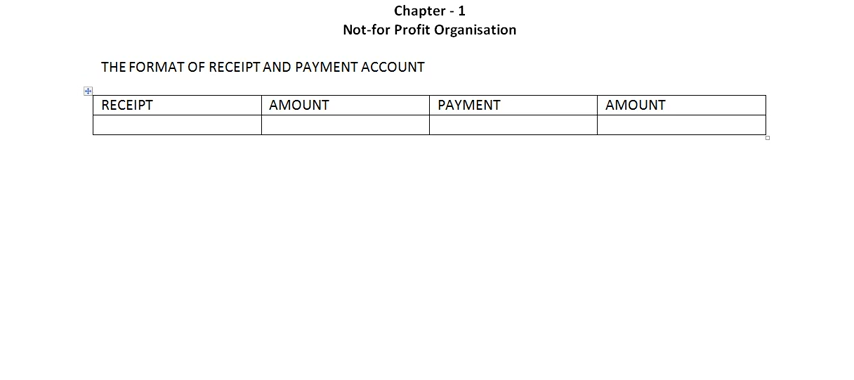 Chapter - 1
Not-for Profit Organisation
THE FORMAT OF RECEIPT AND PAYMENT ACCOUNT
RECEIPT AMOUNT PAYMENT AMOUNT